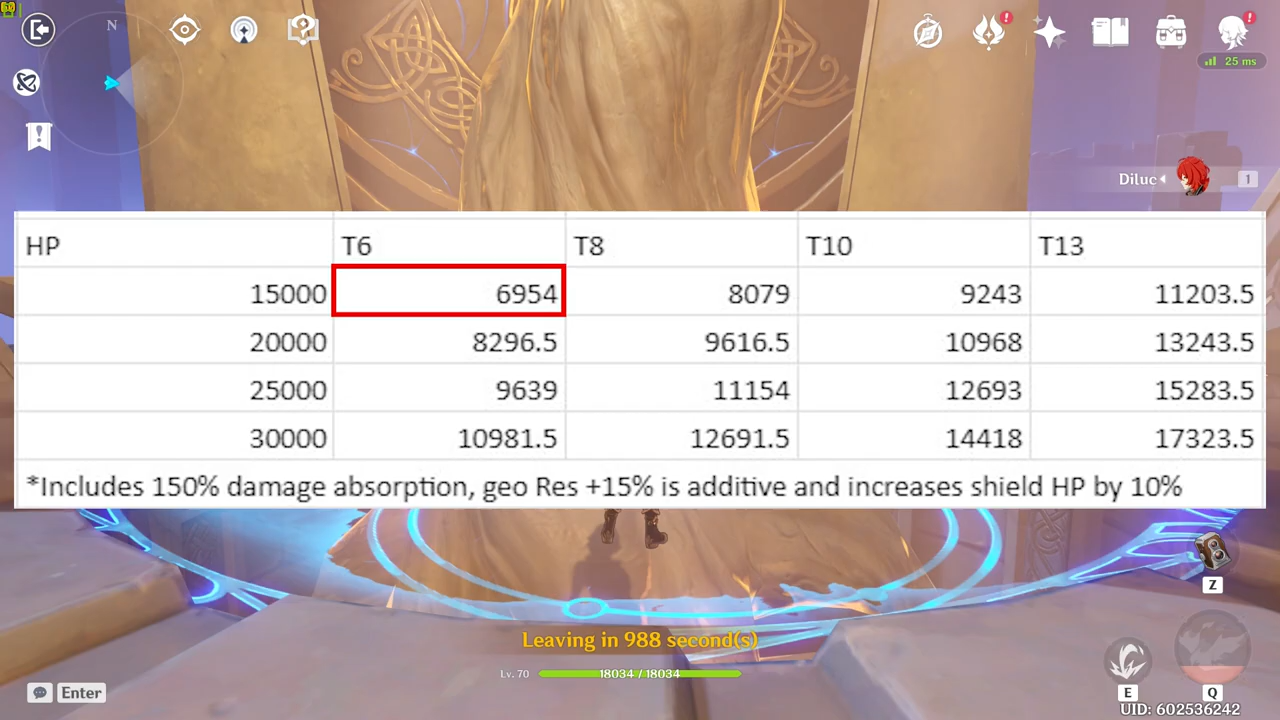 N
25 ms
Diluc 1
HP T6 T8 T10 T13
15000 6954 8079 9243 11203.5
20000 8296.5 9616.5 10968 13243.5
25000 9639 11154 12693 15283.5
30000 10981.5 12691.5 14418 17323.5
*Includes 150% damage absorption, geo Res +15% is additive and increases shield HP by 10%
Z
Leaving in 988 second(s)
Lv. 70 18034 / 18034
Enter
E Q
UID: 602536242